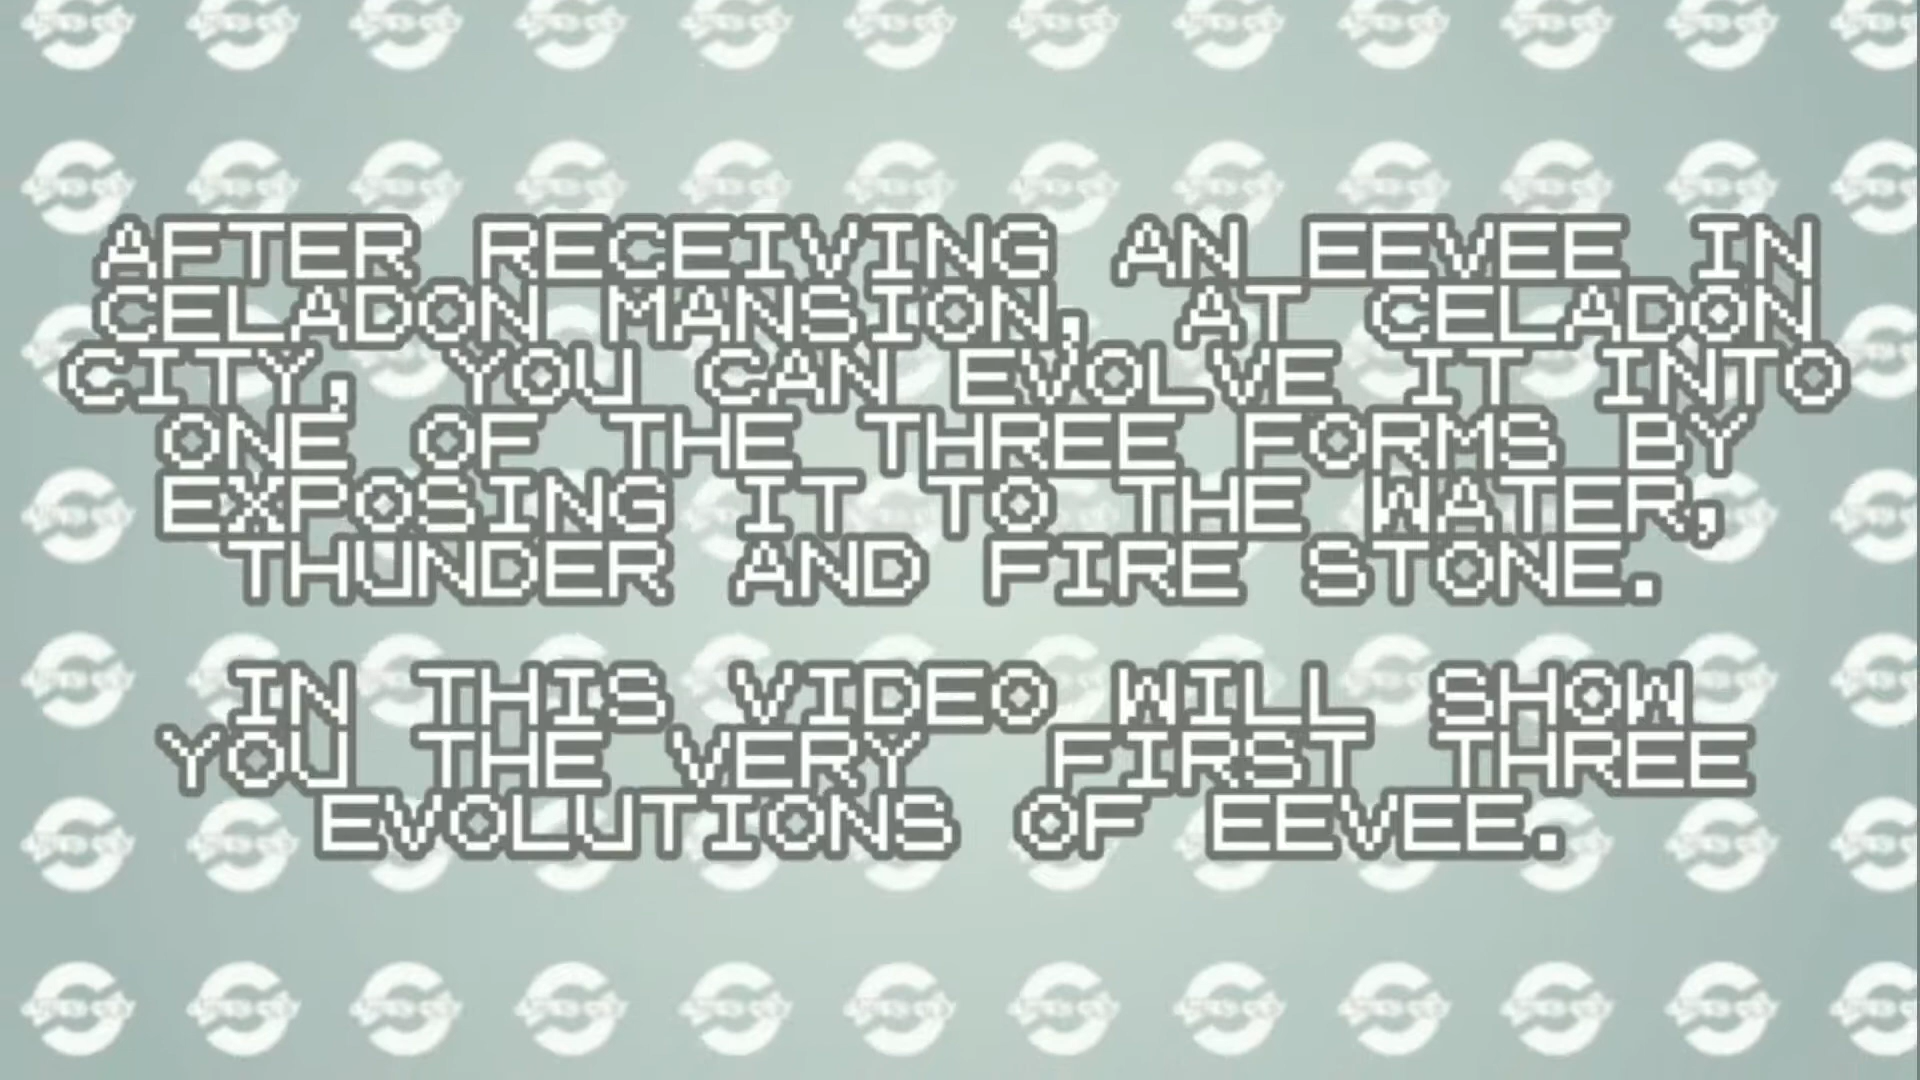 AFTER RECEIVING AN EEVEE IN
CELADON MANSION, AT CELADON
CITY, YOU CAN EVOLVE IT INTO
ONE OF THE THREE FORMS BY
EXPOSING IT TO THE WATER,
THUNDER AND FIRE STONE.
IN THIS VIDEO WILL SHOW
YOU THE VERY FIRST THREE
EVOLUTIONS OF EEVEE.